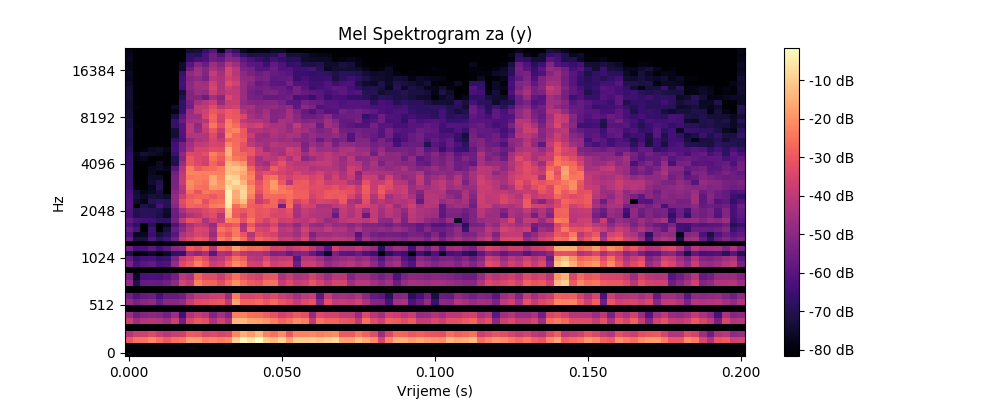 Mel Spektrogram za (y)
Hz
16384
8192
4096
2048
1024
512
0
0.000 0.050 0.100 0.150 0.200
Vrijeme (s)
-10 dB
-20 dB
-30 dB
-40 dB
-50 dB
-60 dB
-70 dB
-80 dB